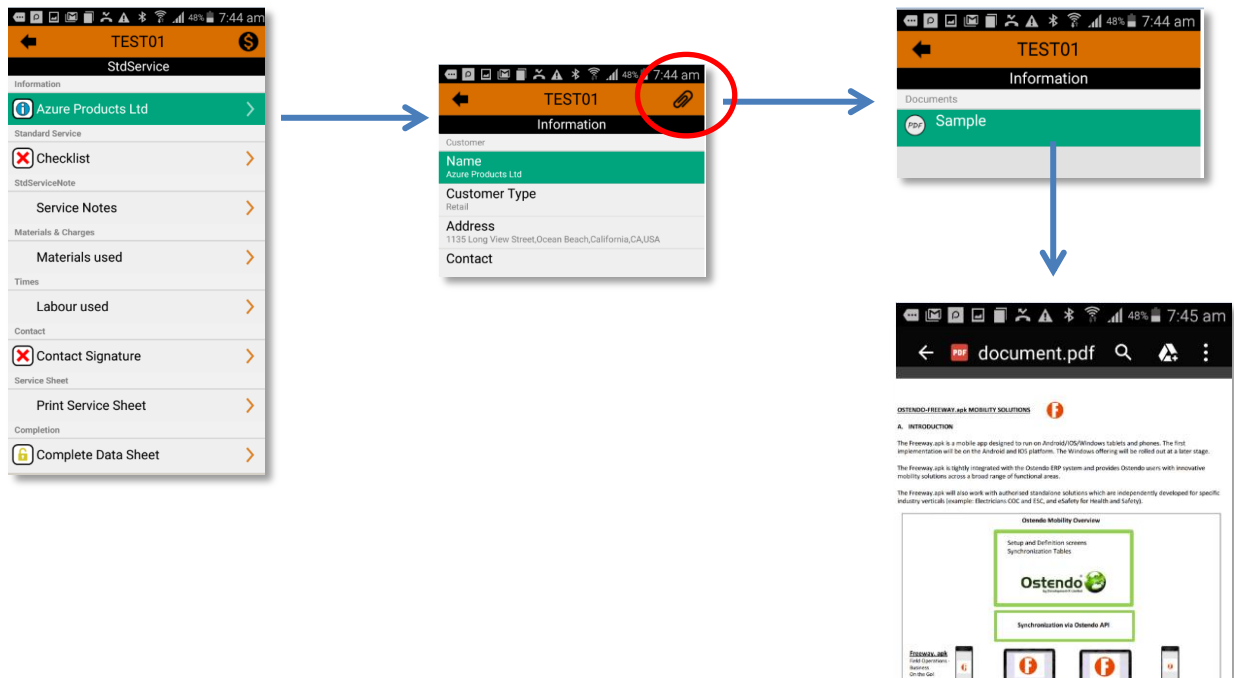 48% 7:44 am
TEST01
StdService
Information
Azure Products Ltd
Standard Service
Checklist
StdServiceNote
Service Notes
Materials & Charges
Materials used
Times
Labour used
Contact
Contact Signature
Service Sheet
Print Service Sheet
Completion
Complete Data Sheet
48% 7:44 am
TEST01
Information
Customer
Name
Azure Products Ltd
Customer Type
Retail
Address
1135 Long View Street,Ocean Beach,California,CA,USA
Contact
48% 7:44 am
TEST01
Information
Documents
PDF Sample
48% 7:45 am
PDF document.pdf
OSTENDO-FREEWAY.apk MOBILITY SOLUTIONS
A. INTRODUCTION
The Freeway.apk is a mobile app designed to run on Android/IOS/Windows tablets and phones. The first
implementation will be on the Android and IOS platform. The Windows offering will be rolled out at a later stage.
The Freeway.apk is tightly integrated with the Ostendo ERP system and provides Ostendo users with innovative
mobility solutions across a broad range of functional areas.
The Freeway.apk will also work with authorised standalone solutions which are independently developed for specific
industry verticals (example: Electricians COC and ESC, and eSafety for Health and Safety).
Ostendo Mobility Overview
Setup and Definition screens
Synchronization Tables
Ostendo
Synchronization via Ostendo API
Freeway.apk
Field Operations -
Business
On the Go!